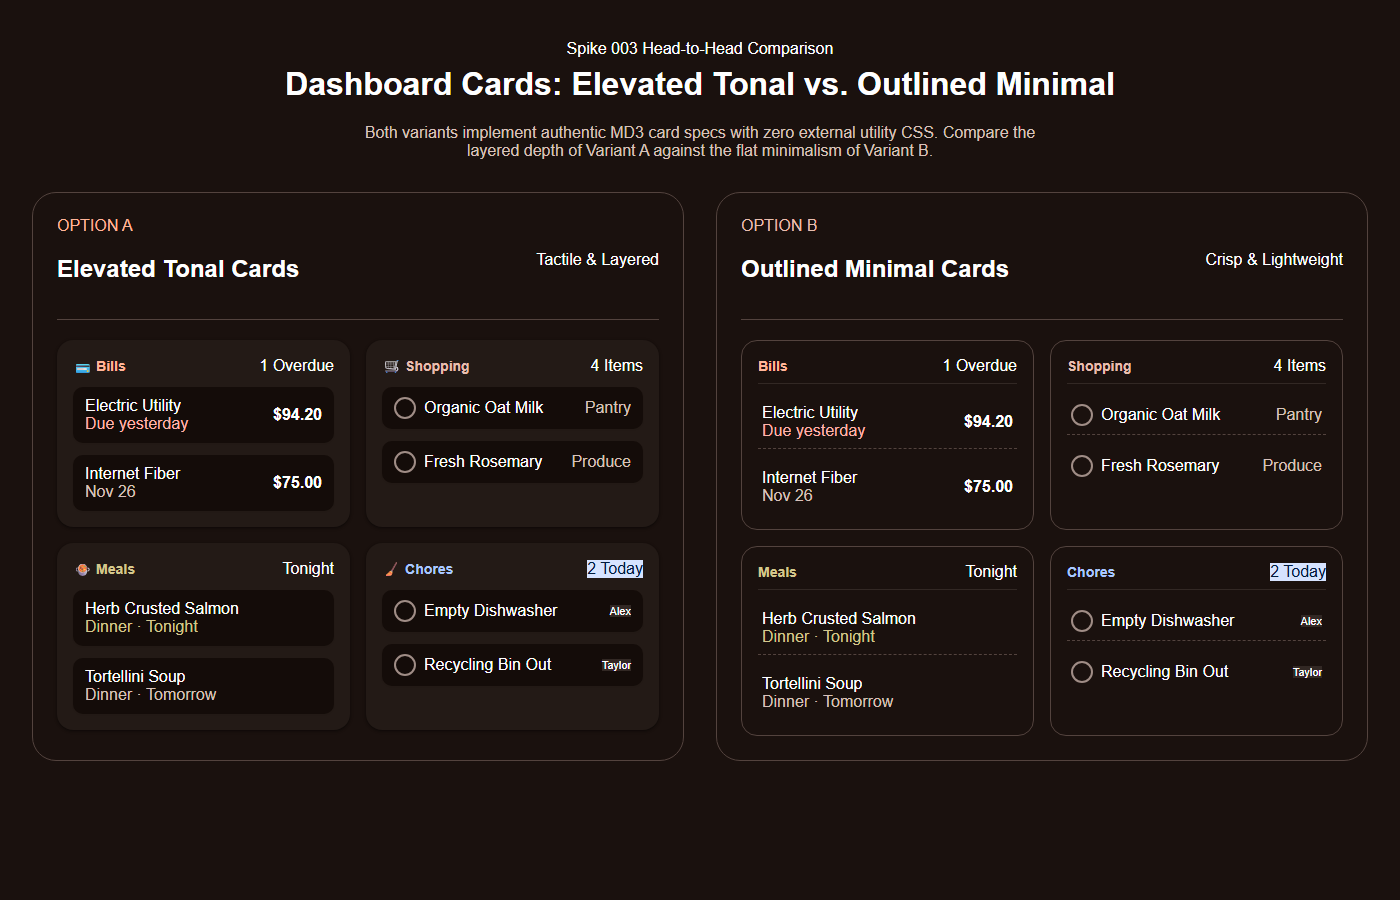 Spike 003 Head-to-Head Comparison
Dashboard Cards: Elevated Tonal vs. Outlined Minimal
Both variants implement authentic MD3 card specs with zero external utility CSS. Compare the
layered depth of Variant A against the flat minimalism of Variant B.
OPTION A
Elevated Tonal Cards
Tactile & Layered
Bills
1 Overdue
Electric Utility
Due yesterday
$94.20
Internet Fiber
Nov 26
$75.00
Shopping
4 Items
Organic Oat Milk
Pantry
Fresh Rosemary
Produce
Meals
Tonight
Herb Crusted Salmon
Dinner · Tonight
Tortellini Soup
Dinner · Tomorrow
Chores
2 Today
Empty Dishwasher
Alex
Recycling Bin Out
Taylor
OPTION B
Outlined Minimal Cards
Crisp & Lightweight
Bills
1 Overdue
Electric Utility
Due yesterday
$94.20
Internet Fiber
Nov 26
$75.00
Shopping
4 Items
Organic Oat Milk
Pantry
Fresh Rosemary
Produce
Meals
Tonight
Herb Crusted Salmon
Dinner · Tonight
Tortellini Soup
Dinner · Tomorrow
Chores
2 Today
Empty Dishwasher
Alex
Recycling Bin Out
Taylor